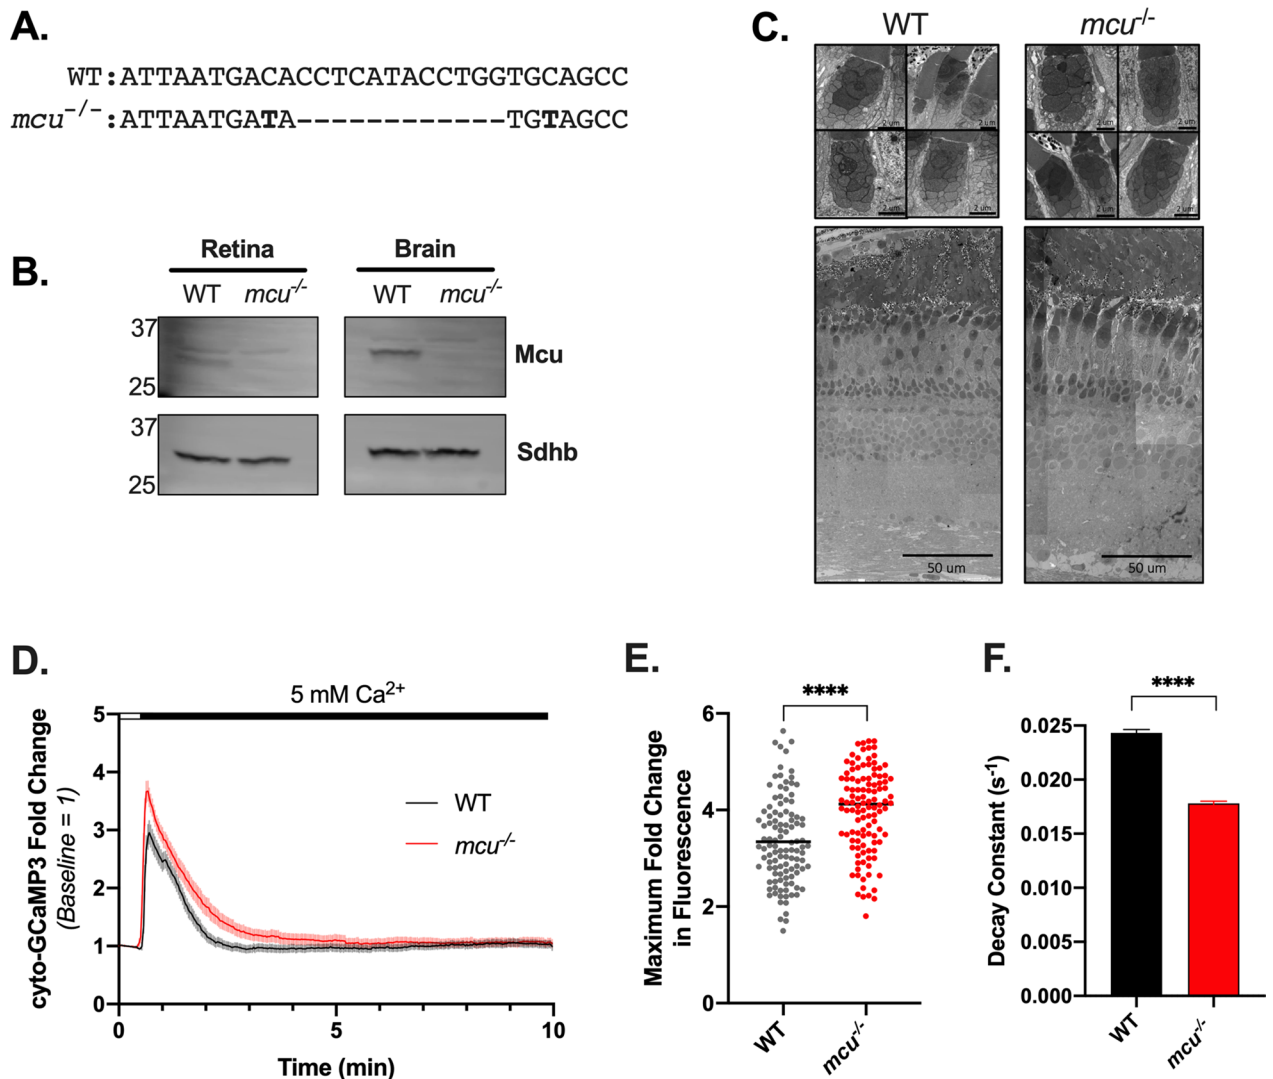 A.
WT:ATTAATGACACCTCATACCTGGTGCAGCC
mcu-/-:ATTAATGATA------------TGTAGCC
B.
Retina Brain
WT mcu-/- WT mcu-/-
37
Mcu
25
37
Sdhb
25
C.
WT mcu-/-
2 um 2 um 2 um 2 um
2 um 2 um 2 um 2 um
50 um 50 um
D.
5 mM Ca2+
cyto-GCaMP3 Fold Change
(Baseline = 1)
5
4
3
2
1
0
WT
mcu-/-
0 5 10
Time (min)
E.
****
Maximum Fold Change
in Fluorescence
6
4
2
0
WT mcu-/-
F.
****
Decay Constant (s-1)
0.025
0.020
0.015
0.010
0.005
0.000
WT mcu-/-